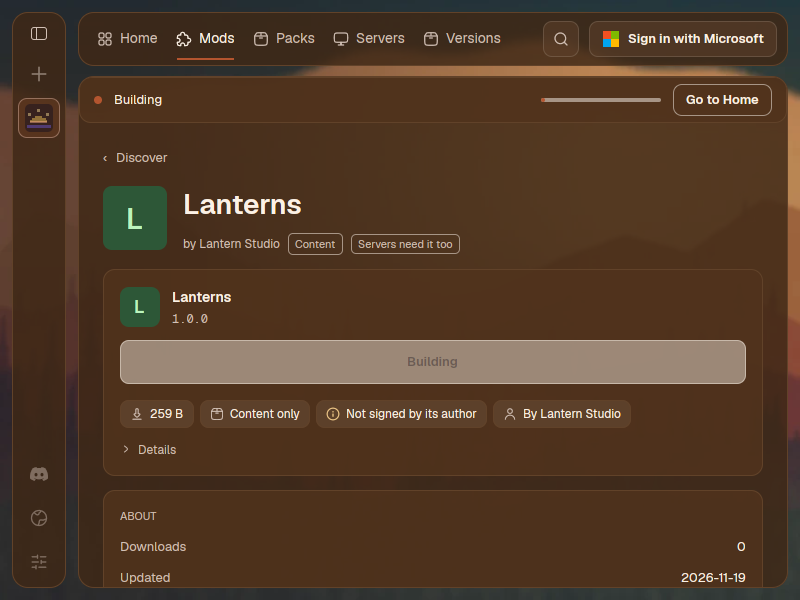 Home
Mods
Packs
Servers
Versions
Sign in with Microsoft
Building
Go to Home
‹ Discover
L
Lanterns
by Lantern Studio
Content
Servers need it too
L
Lanterns
1.0.0
Building
259 B
Content only
Not signed by its author
By Lantern Studio
Details
ABOUT
Downloads
0
Updated
2026-11-19